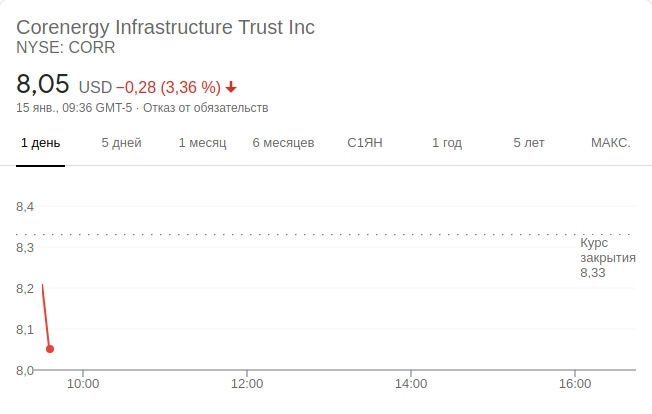 Corenergy Infrastructure Trust Inc
NYSE: CORR
8,05 USD −0,28 (3,36 %)
15 янв., 09:36 GMT-5 · Отказ от обязательств
1 день 5 дней 1 месяц 6 месяцев С1ЯН 1 год 5 лет МАКС.
8,4
8,3
Курс
закрытия
8,33
8,2
8,1
8,0
10:00 12:00 14:00 16:00